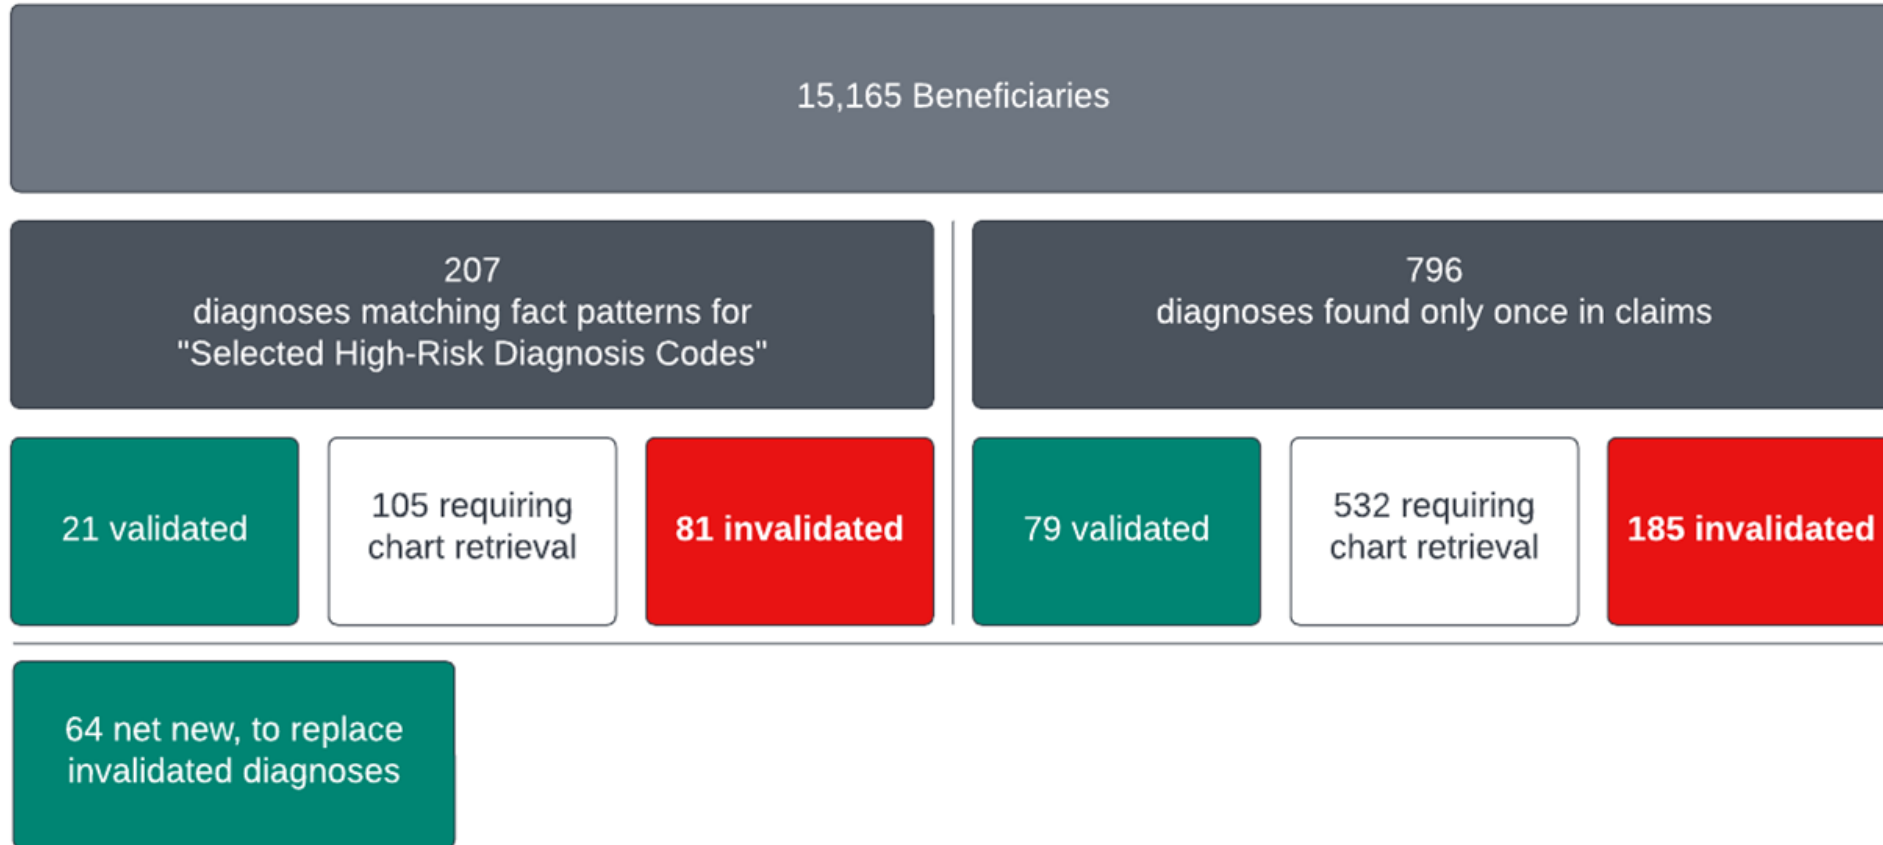 15,165 Beneficiaries
207
diagnoses matching fact patterns for
"Selected High-Risk Diagnosis Codes"
796
diagnoses found only once in claims
21 validated
105 requiring
chart retrieval
81 invalidated
79 validated
532 requiring
chart retrieval
185 invalidated
64 net new, to replace
invalidated diagnoses